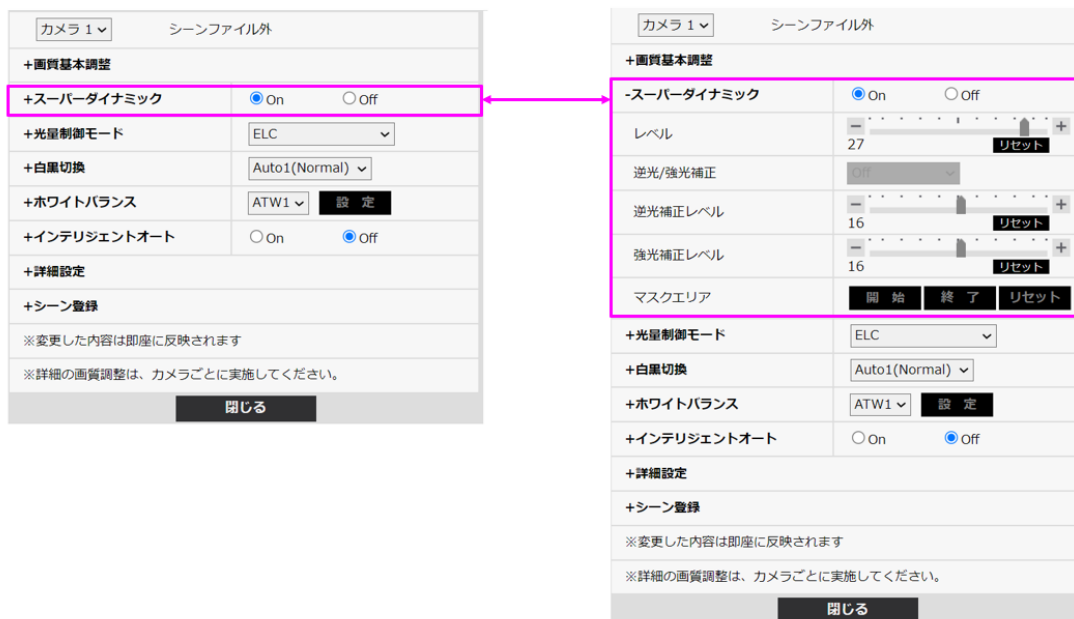 カメラ 1 シーンファイル外
+画質基本調整
+スーパーダイナミック On Off
+光量制御モード ELC
+白黒切換 Auto1(Normal)
+ホワイトバランス ATW1 設 定
+インテリジェントオート On Off
+詳細設定
+シーン登録
※変更した内容は即座に反映されます
※詳細の画質調整は、カメラごとに実施してください。
閉じる
カメラ 1 シーンファイル外
+画質基本調整
-スーパーダイナミック On Off
レベル 27 リセット
逆光/強光補正 Off
逆光補正レベル 16 リセット
強光補正レベル 16 リセット
マスクエリア 開 始 終 了 リセット
+光量制御モード ELC
+白黒切換 Auto1(Normal)
+ホワイトバランス ATW1 設 定
+インテリジェントオート On Off
+詳細設定
+シーン登録
※変更した内容は即座に反映されます
※詳細の画質調整は、カメラごとに実施してください。
閉じる